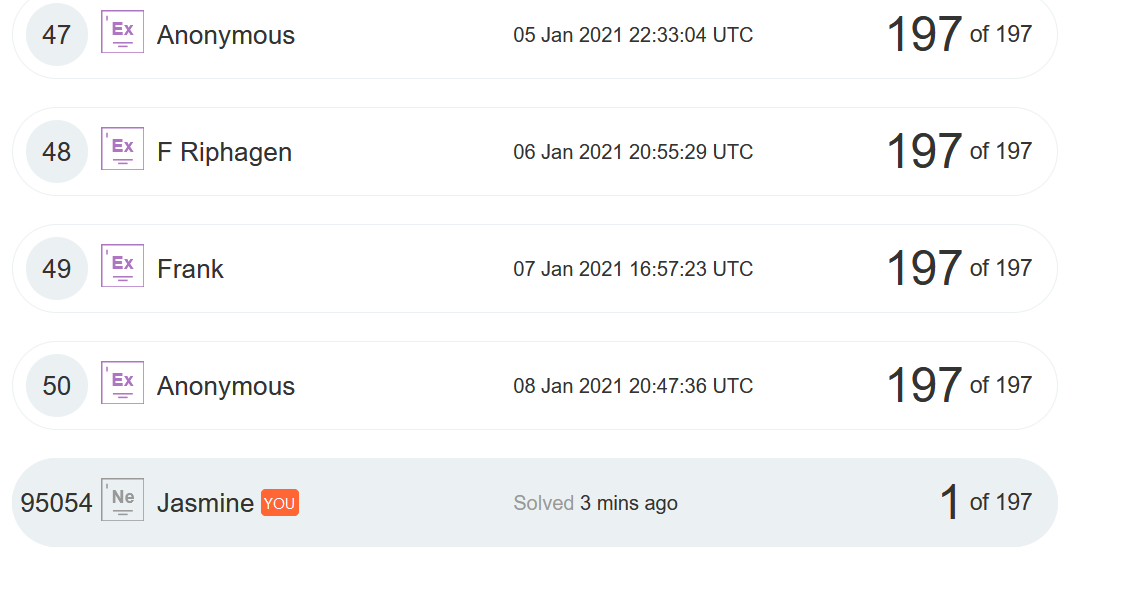 47 Ex Anonymous 05 Jan 2021 22:33:04 UTC 197 of 197
48 Ex F Riphagen 06 Jan 2021 20:55:29 UTC 197 of 197
49 Ex Frank 07 Jan 2021 16:57:23 UTC 197 of 197
50 Ex Anonymous 08 Jan 2021 20:47:36 UTC 197 of 197
95054 Ne Jasmine YOU Solved 3 mins ago 1 of 197